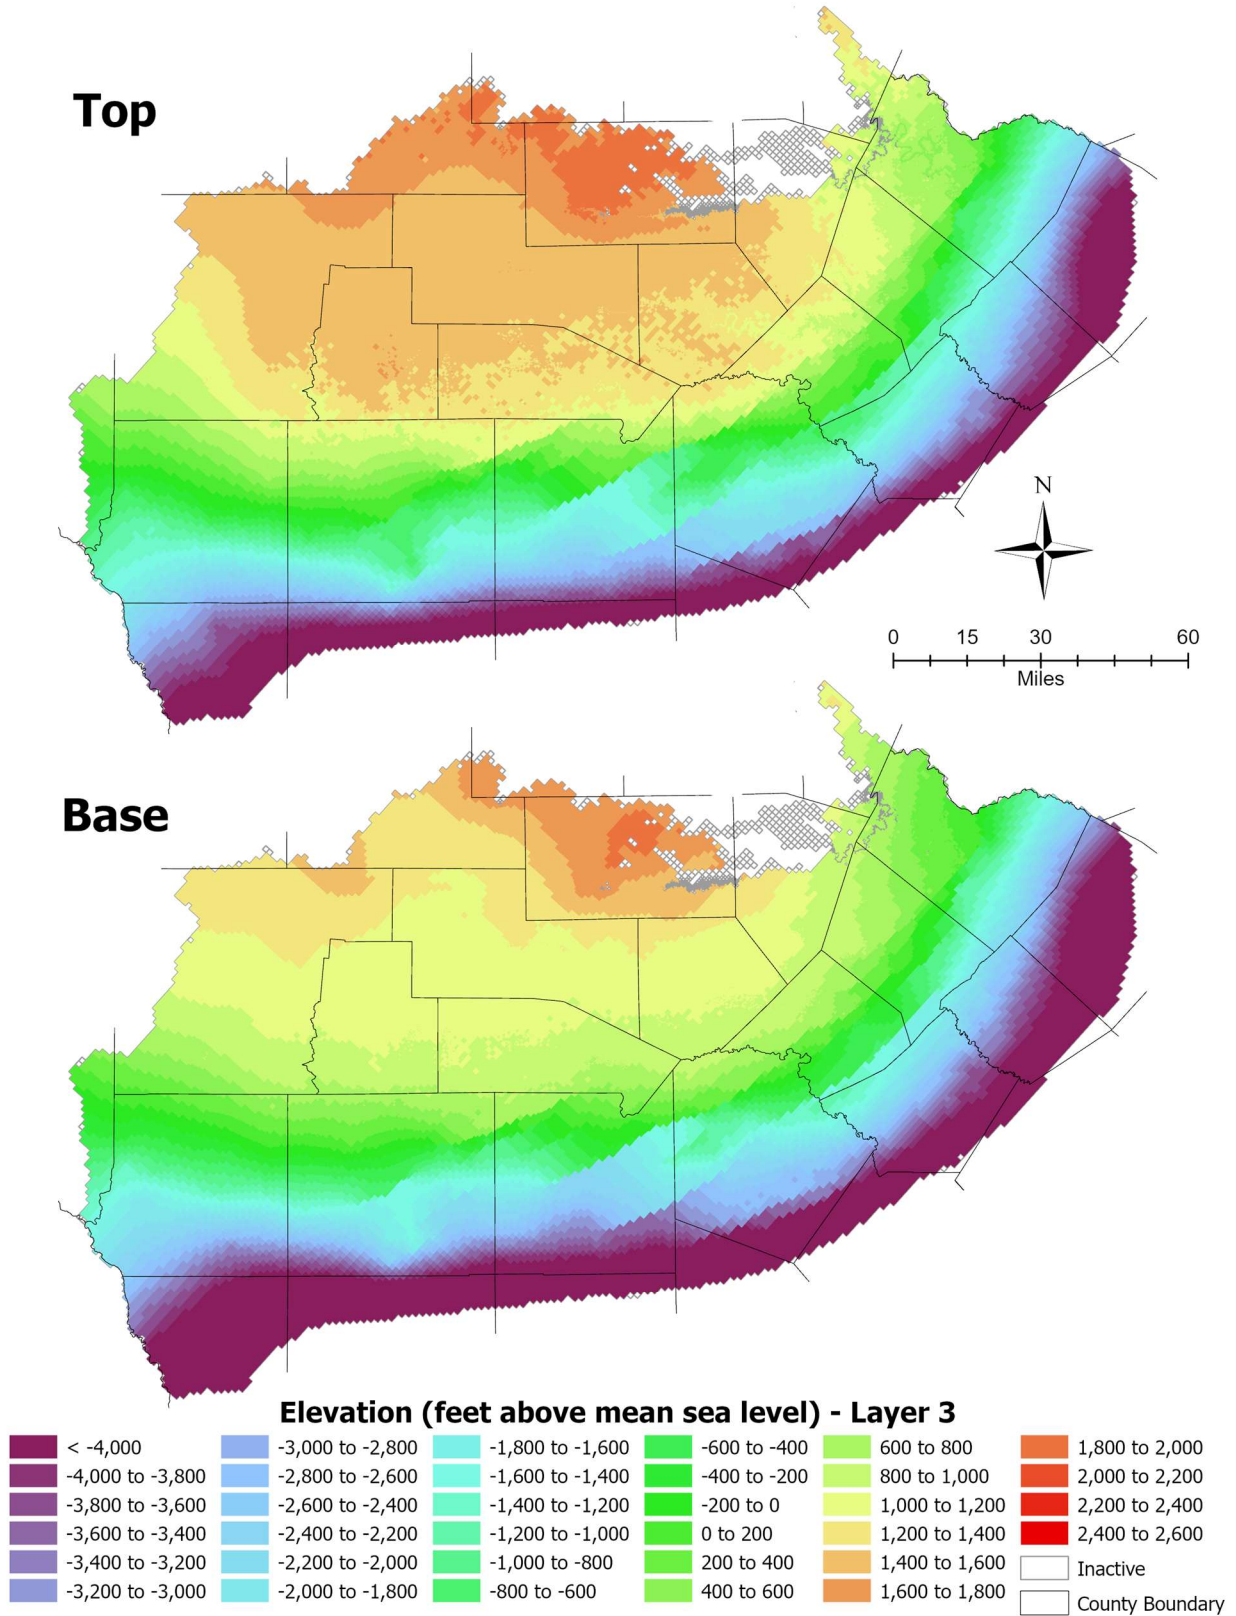 Top
N
0 15 30 60
Miles
Base
Elevation (feet above mean sea level) - Layer 3
< -4,000
-4,000 to -3,800
-3,800 to -3,600
-3,600 to -3,400
-3,400 to -3,200
-3,200 to -3,000
-3,000 to -2,800
-2,800 to -2,600
-2,600 to -2,400
-2,400 to -2,200
-2,200 to -2,000
-2,000 to -1,800
-1,800 to -1,600
-1,600 to -1,400
-1,400 to -1,200
-1,200 to -1,000
-1,000 to -800
-800 to -600
-600 to -400
-400 to -200
-200 to 0
0 to 200
200 to 400
400 to 600
600 to 800
800 to 1,000
1,000 to 1,200
1,200 to 1,400
1,400 to 1,600
1,600 to 1,800
1,800 to 2,000
2,000 to 2,200
2,200 to 2,400
2,400 to 2,600
Inactive
County Boundary